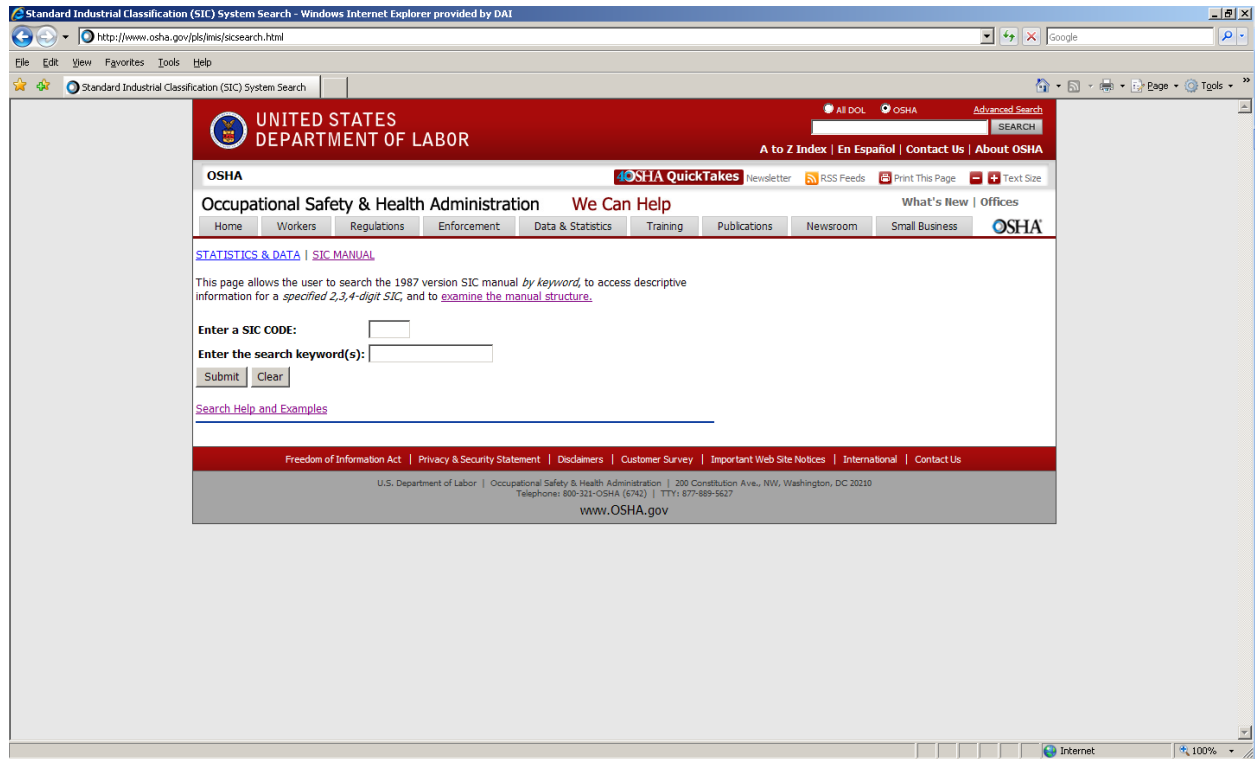 Standard Industrial Classification (SIC) System Search - Windows Internet Explorer provided by DAI
http://www.osha.gov/pls/imis/sicsearch.html
Google
File Edit View Favorites Tools Help
Standard Industrial Classification (SIC) System Search
Page Tools »
UNITED STATES
DEPARTMENT OF LABOR
All DOL OSHA Advanced Search
SEARCH
A to Z Index | En Español | Contact Us | About OSHA
OSHA
OSHA QuickTakes Newsletter RSS Feeds Print This Page Text Size
Occupational Safety & Health Administration We Can Help
What's New | Offices
Home Workers Regulations Enforcement Data & Statistics Training Publications Newsroom Small Business OSHA
STATISTICS & DATA | SIC MANUAL
This page allows the user to search the 1987 version SIC manual by keyword, to access descriptive
information for a specified 2,3,4-digit SIC, and to examine the manual structure.
Enter a SIC CODE:
Enter the search keyword(s):
Submit Clear
Search Help and Examples
Freedom of Information Act | Privacy & Security Statement | Disclaimers | Customer Survey | Important Web Site Notices | International | Contact Us
U.S. Department of Labor | Occupational Safety & Health Administration | 200 Constitution Ave., NW, Washington, DC 20210
Telephone: 800-321-OSHA (6742) | TTY: 877-889-5627
www.OSHA.gov
Internet
100%